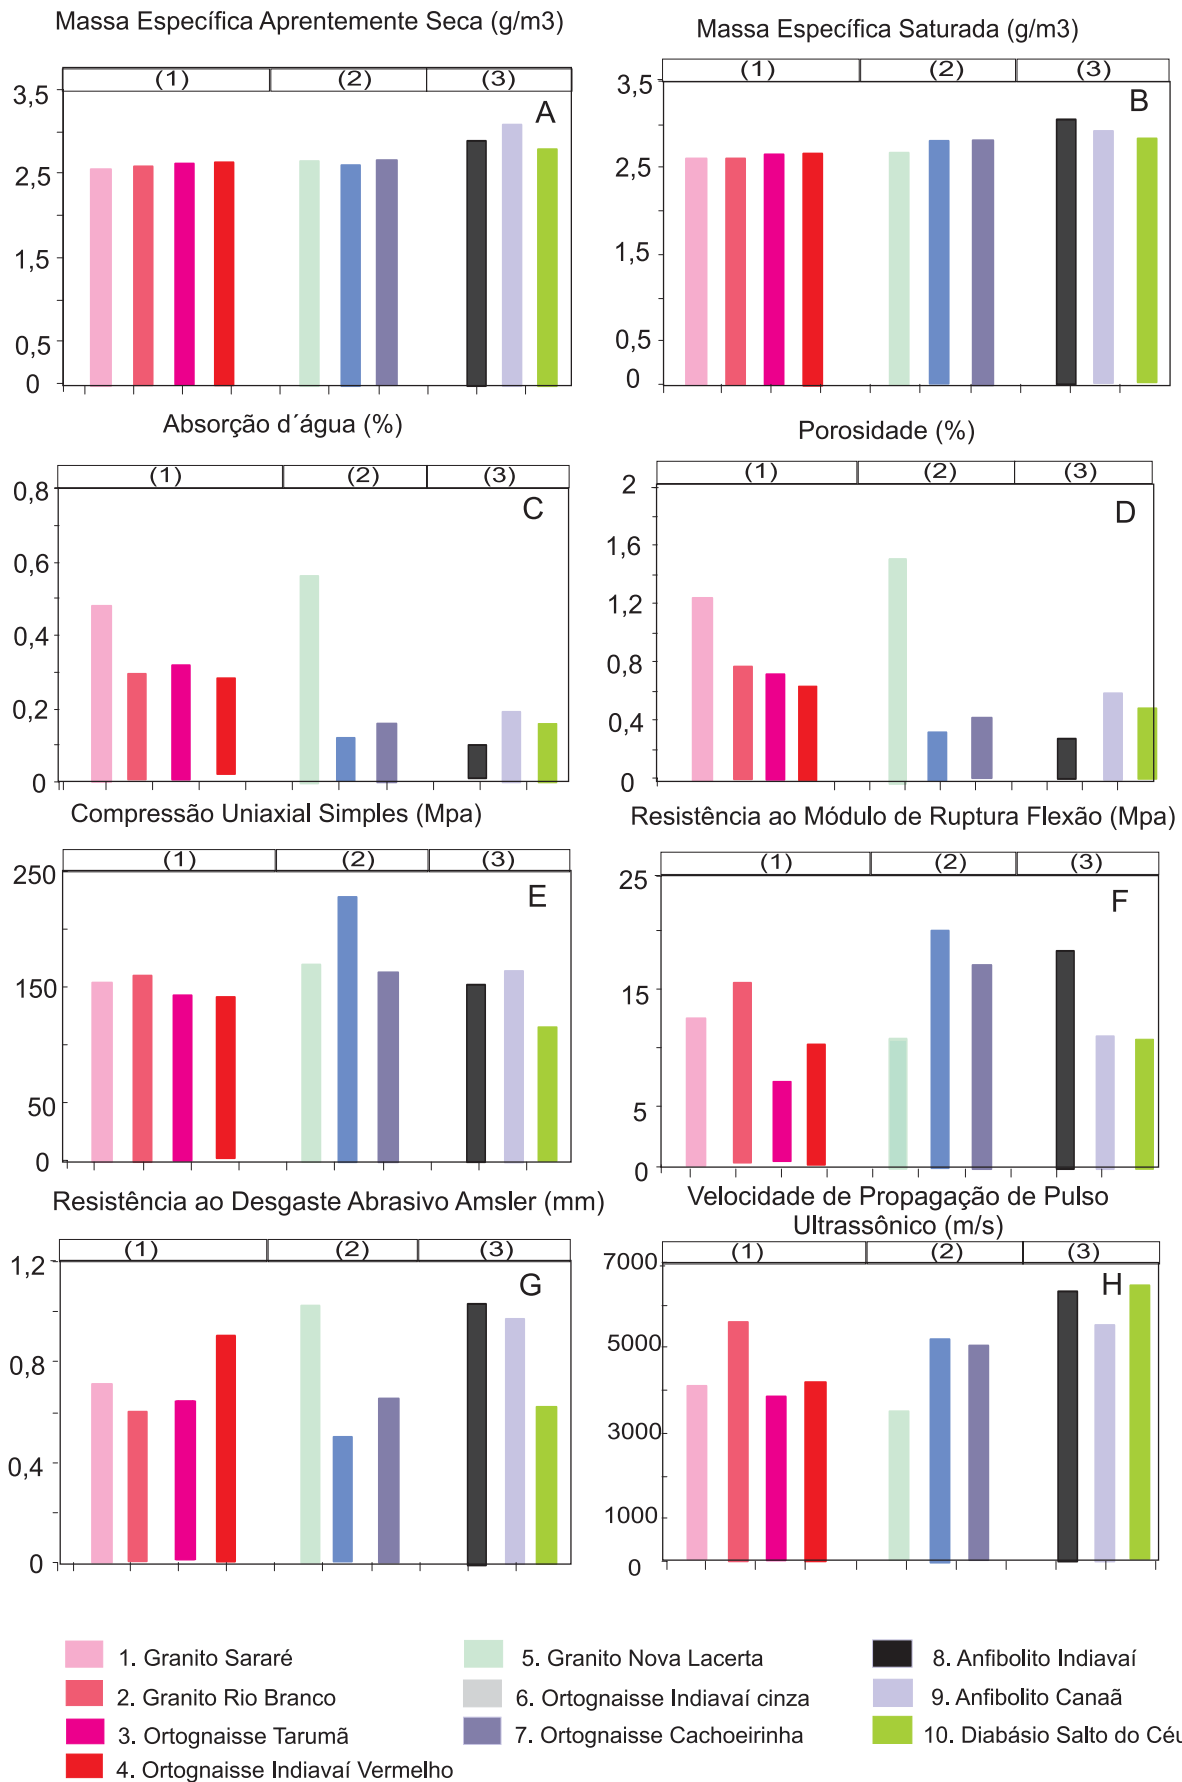 Massa Específica Aprentemente Seca (g/m3)
(1) (2) (3)
A
3,5
2,5
1,5
0,5
0
Massa Específica Saturada (g/m3)
(1) (2) (3)
B
3,5
2,5
1,5
0,5
0
Absorção d´água (%)
(1) (2) (3)
C
0,8
0,6
0,4
0,2
0
Porosidade (%)
(1) (2) (3)
D
2
1,6
1,2
0,8
0,4
0
Compressão Uniaxial Simples (Mpa)
(1) (2) (3)
E
250
150
50
0
Resistência ao Módulo de Ruptura Flexão (Mpa)
(1) (2) (3)
F
25
15
5
0
Resistência ao Desgaste Abrasivo Amsler (mm)
(1) (2) (3)
G
1,2
0,8
0,4
0
Velocidade de Propagação de Pulso
Ultrassônico (m/s)
(1) (2) (3)
H
7000
5000
3000
1000
0
1. Granito Sararé
2. Granito Rio Branco
3. Ortognaisse Tarumã
4. Ortognaisse Indiavaí Vermelho
5. Granito Nova Lacerta
6. Ortognaisse Indiavaí cinza
7. Ortognaisse Cachoeirinha
8. Anfibolito Indiavaí
9. Anfibolito Canaã
10. Diabásio Salto do Céu